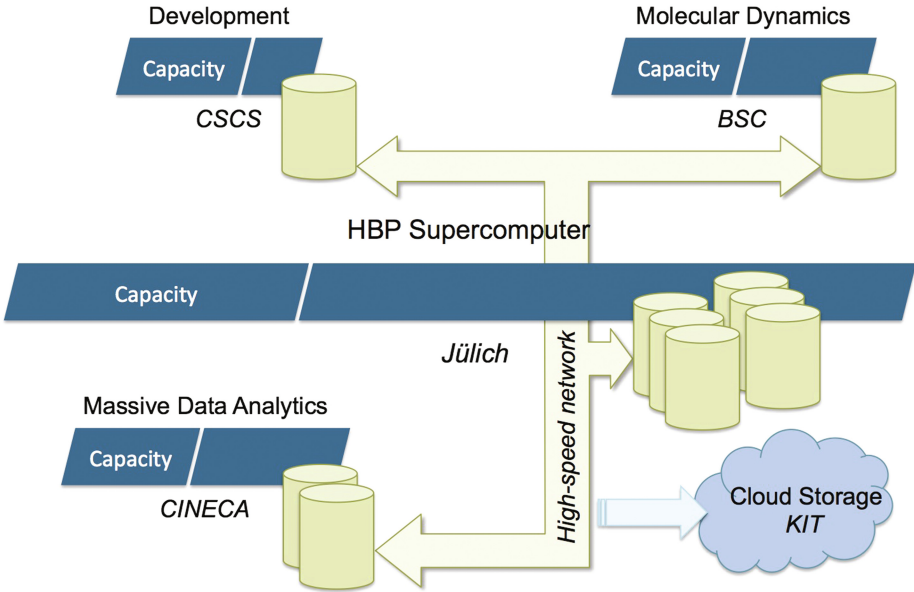 Development
Capacity
CSCS
Molecular Dynamics
Capacity
BSC
HBP Supercomputer
Capacity
Jülich
High-speed network
Massive Data Analytics
Capacity
CINECA
Cloud Storage
KIT